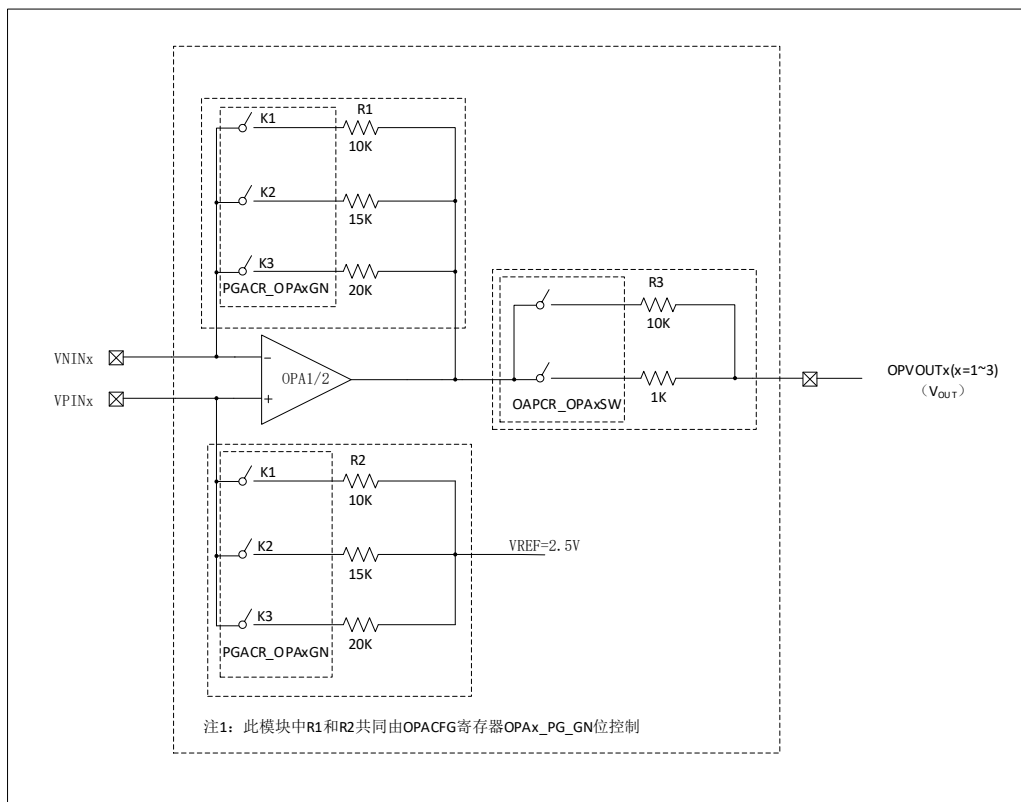 K1
R1
10K
K2
15K
K3
20K
PGACR_OPAxGN
R3
10K
1K
OAPCR_OPAxSW
VNINx
VPINx
OPA1/2
-
+
OPVOUTx(x=1~3)
（VOUT）
K1
R2
10K
K2
15K
VREF=2.5V
K3
20K
PGACR_OPAxGN
注1：此模块中R1和R2共同由OPACFG寄存器OPAx_PG_GN位控制